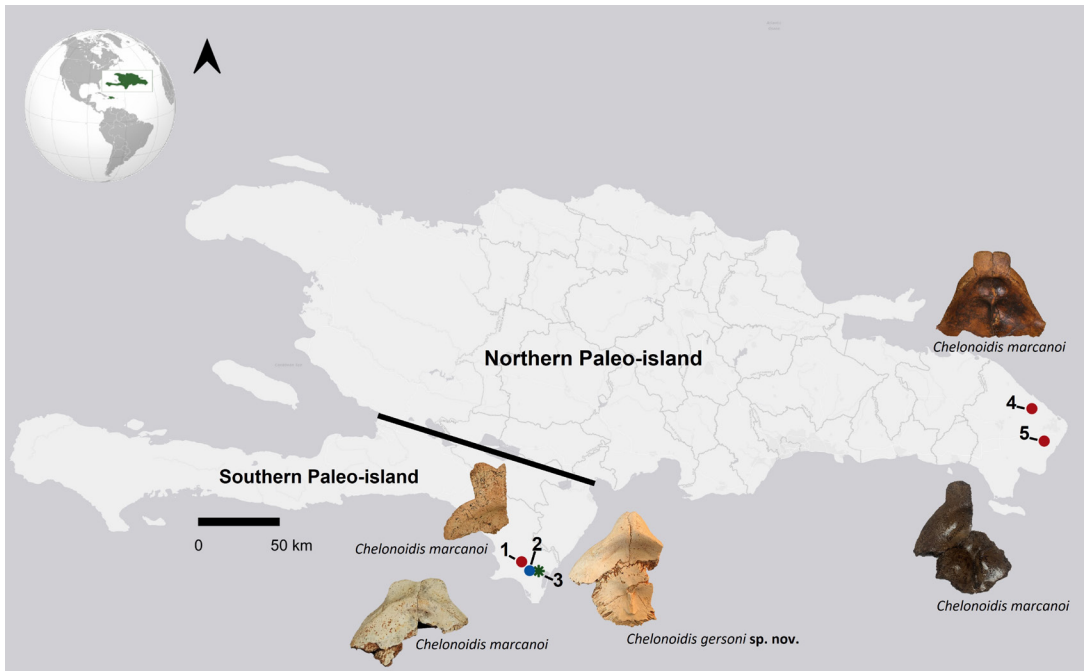 Chelonoidis marcanoi
Northern Paleo-island
4
5
Southern Paleo-island
0 50 km
Chelonoidis marcanoi
1
2
3
Chelonoidis marcanoi
Chelonoidis gersoni sp. nov.
Chelonoidis marcanoi